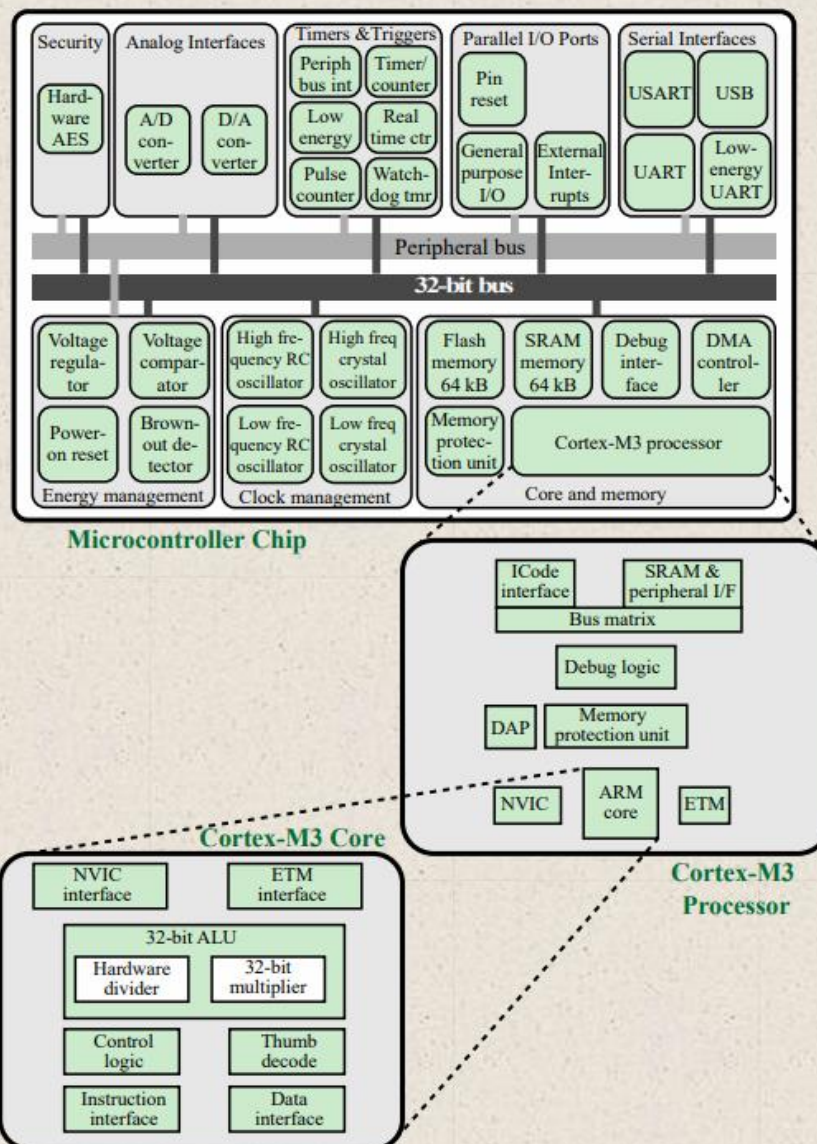 Security
Analog Interfaces
Timers &Triggers
Parallel I/O Ports
Serial Interfaces
Hard-
ware
AES
A/D
con-
verter
D/A
con-
verter
Periph
bus int
Timer/
counter
Low
energy
Real
time ctr
Pulse
counter
Watch-
dog tmr
Pin
reset
General
purpose
I/O
External
Inter-
rupts
USART
USB
UART
Low-
energy
UART
Peripheral bus
32-bit bus
Voltage
regula-
tor
Voltage
compar-
ator
Power-
on reset
Brown-
out de-
tector
Energy management
High fre-
quency RC
oscillator
High freq
crystal
oscillator
Low fre-
quency RC
oscillator
Low freq
crystal
oscillator
Clock management
Flash
memory
64 kB
SRAM
memory
64 kB
Debug
inter-
face
DMA
control-
ler
Memory
protec-
tion unit
Cortex-M3 processor
Core and memory
Microcontroller Chip
ICode
interface
SRAM &
peripheral I/F
Bus matrix
Debug logic
DAP
Memory
protection unit
NVIC
ARM
core
ETM
Cortex-M3
Processor
Cortex-M3 Core
NVIC
interface
ETM
interface
32-bit ALU
Hardware
divider
32-bit
multiplier
Control
logic
Thumb
decode
Instruction
interface
Data
interface